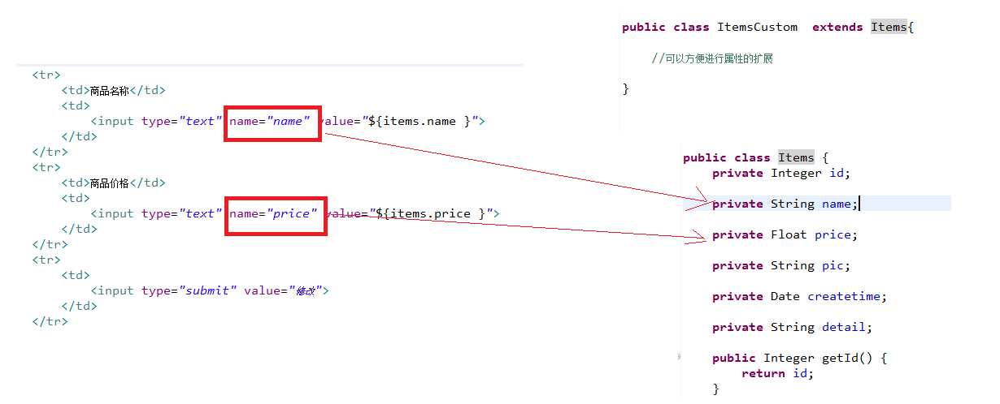 <tr>
<td>商品名称</td>
<td>
<input type="text" name="name" value="${items.name }">
</td>
</tr>
<tr>
<td>商品价格</td>
<td>
<input type="text" name="price" value="${items.price }">
</td>
</tr>
<tr>
<td>
<input type="submit" value="修改">
</td>
</tr>
public class ItemsCustom  extends Items{
//可以方便进行属性的扩展
}
public class Items {
private Integer id;
private String name;
private Float price;
private String pic;
private Date createtime;
private String detail;
public Integer getId() {
return id;
}